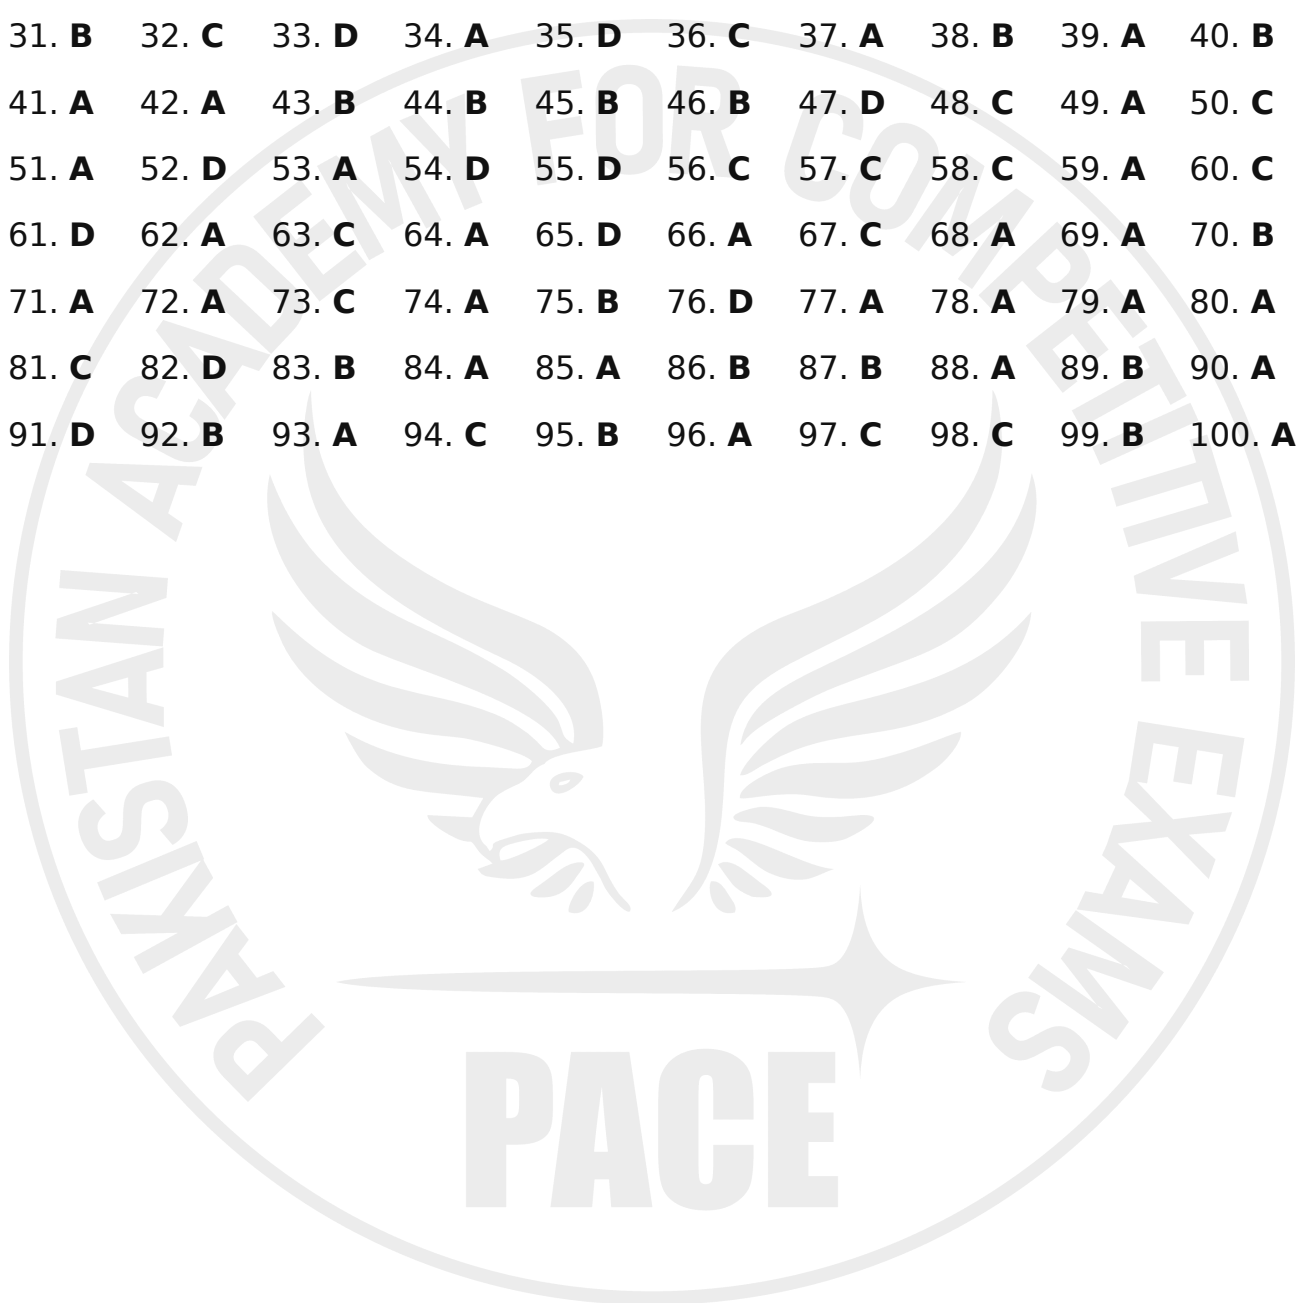 31. B 32. C 33. D 34. A 35. D 36. C 37. A 38. B 39. A 40. B
41. A 42. A 43. B 44. B 45. B 46. B 47. D 48. C 49. A 50. C
51. A 52. D 53. A 54. D 55. D 56. C 57. C 58. C 59. A 60. C
61. D 62. A 63. C 64. A 65. D 66. A 67. C 68. A 69. A 70. B
71. A 72. A 73. C 74. A 75. B 76. D 77. A 78. A 79. A 80. A
81. C 82. D 83. B 84. A 85. A 86. B 87. B 88. A 89. B 90. A
91. D 92. B 93. A 94. C 95. B 96. A 97. C 98. C 99. B 100. A
PAKISTAN ACADEMY FOR COMPETITIVE EXAMS
PACE